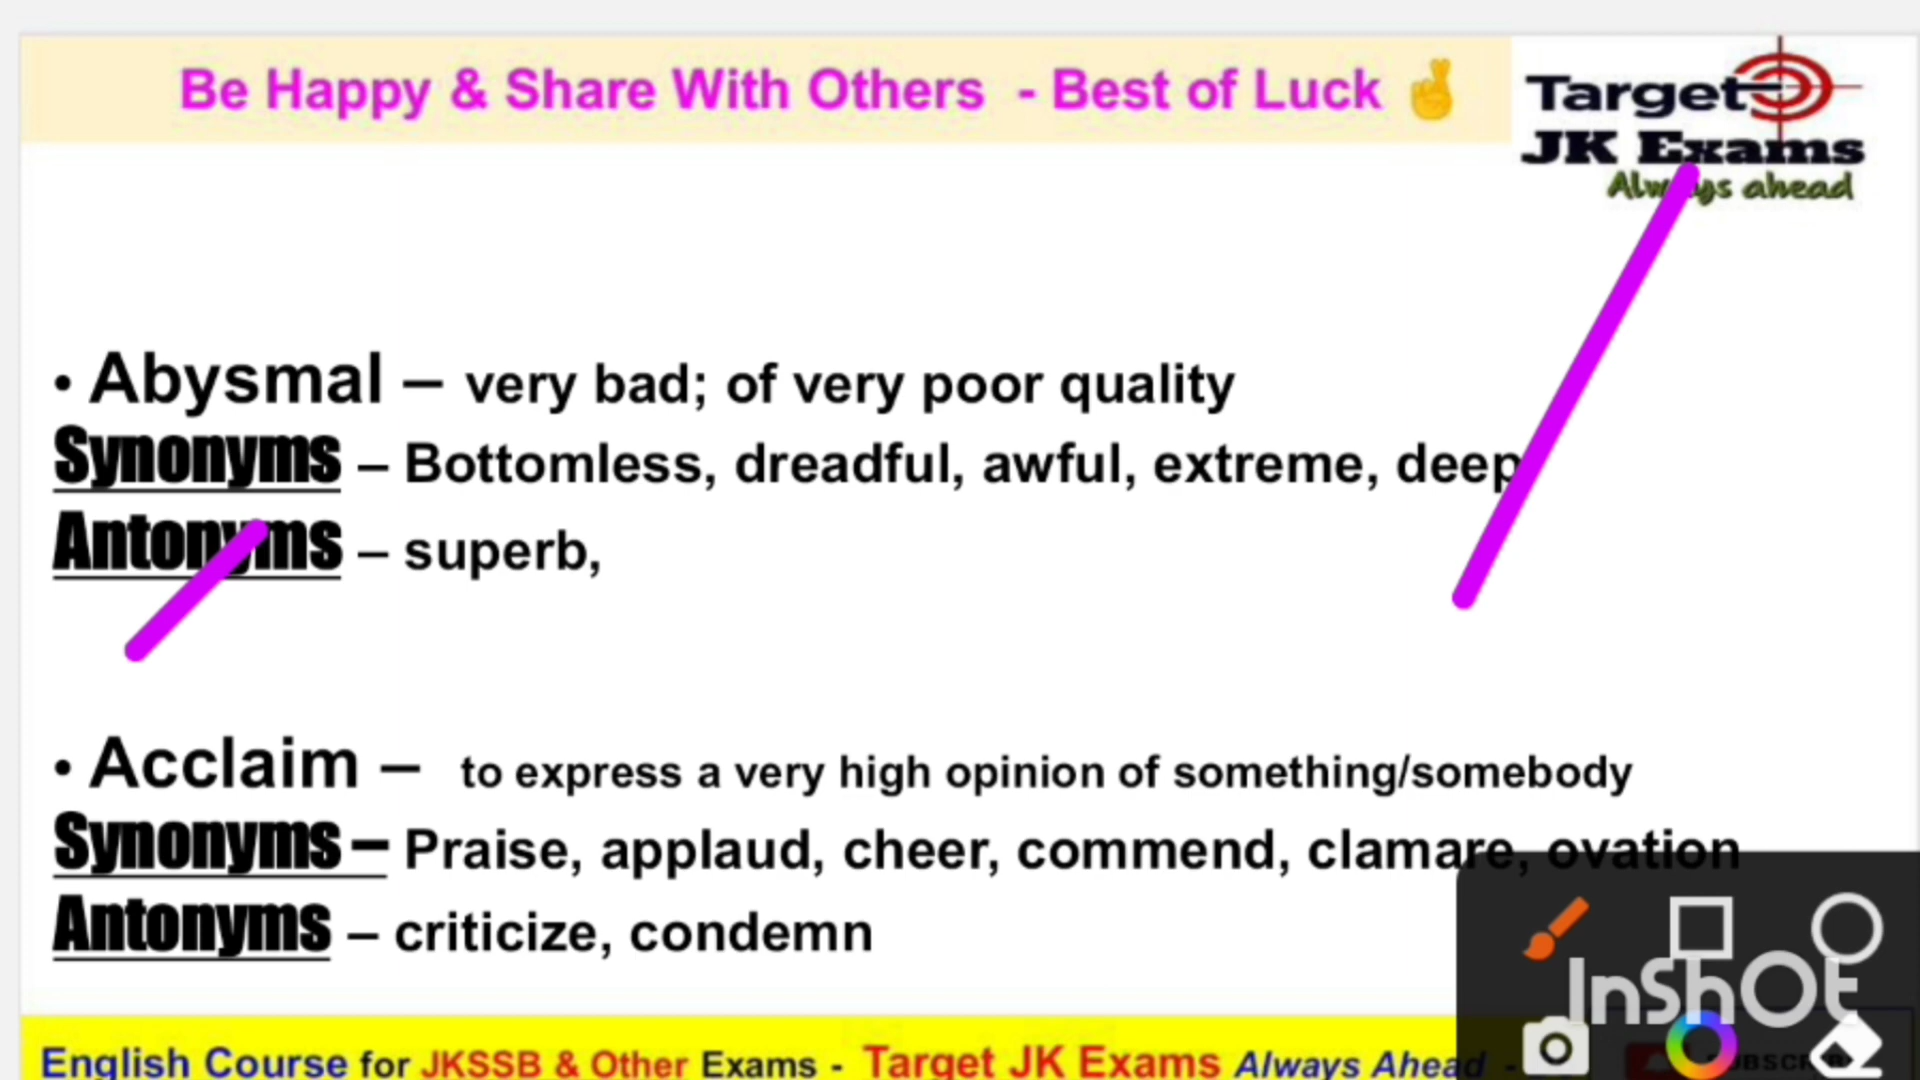 Be Happy & Share With Others - Best of Luck 🤞
Target
JK Exams
Always ahead
• Abysmal – very bad; of very poor quality
Synonyms – Bottomless, dreadful, awful, extreme, deep
Antonyms – superb,
• Acclaim – to express a very high opinion of something/somebody
Synonyms – Praise, applaud, cheer, commend, clamare, ovation
Antonyms – criticize, condemn
InShOt
English Course for JKSSB & Other Exams - Target JK Exams Always Ahead -